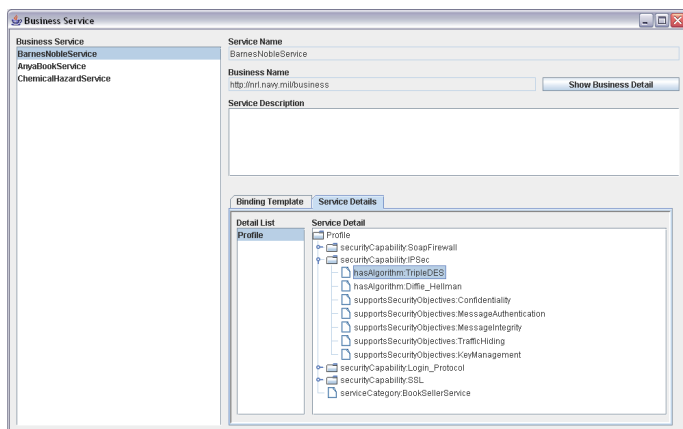 Business Service
Business Service
BarnesNobleService
AnyaBookService
ChemicalHazardService
Service Name
BarnesNobleService
Business Name
http://nrl.navy.mil/business
Show Business Detail
Service Description
Binding Template
Service Details
Detail List
Profile
Service Detail
Profile
securityCapability:SoapFirewall
securityCapability:IPSec
hasAlgorithm:TripleDES
hasAlgorithm:Diffie_Hellman
supportsSecurityObjectives:Confidentiality
supportsSecurityObjectives:MessageAuthentication
supportsSecurityObjectives:MessageIntegrity
supportsSecurityObjectives:TrafficHiding
supportsSecurityObjectives:KeyManagement
securityCapability:Login_Protocol
securityCapability:SSL
serviceCategory:BookSellerService